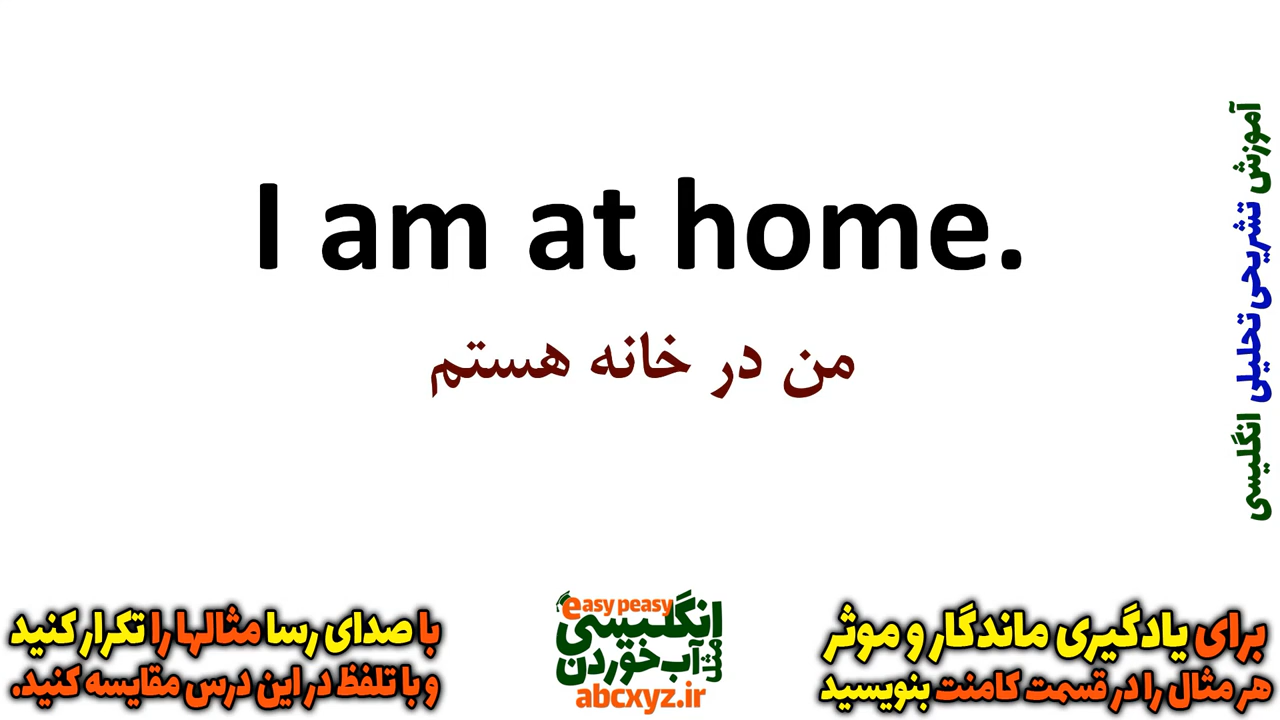 I am at home.
من در خانه هستم
آموزش تشریحی تحلیلی انگلیسی
برای یادگیری ماندگار و موثر
هر مثال را در قسمت کامنت بنویسید
easy peasy
انگلیسی
مثل آب خوردن
abcxyz.ir
با صدای رسا مثالها را تکرار کنید
و با تلفظ در این درس مقایسه کنید.